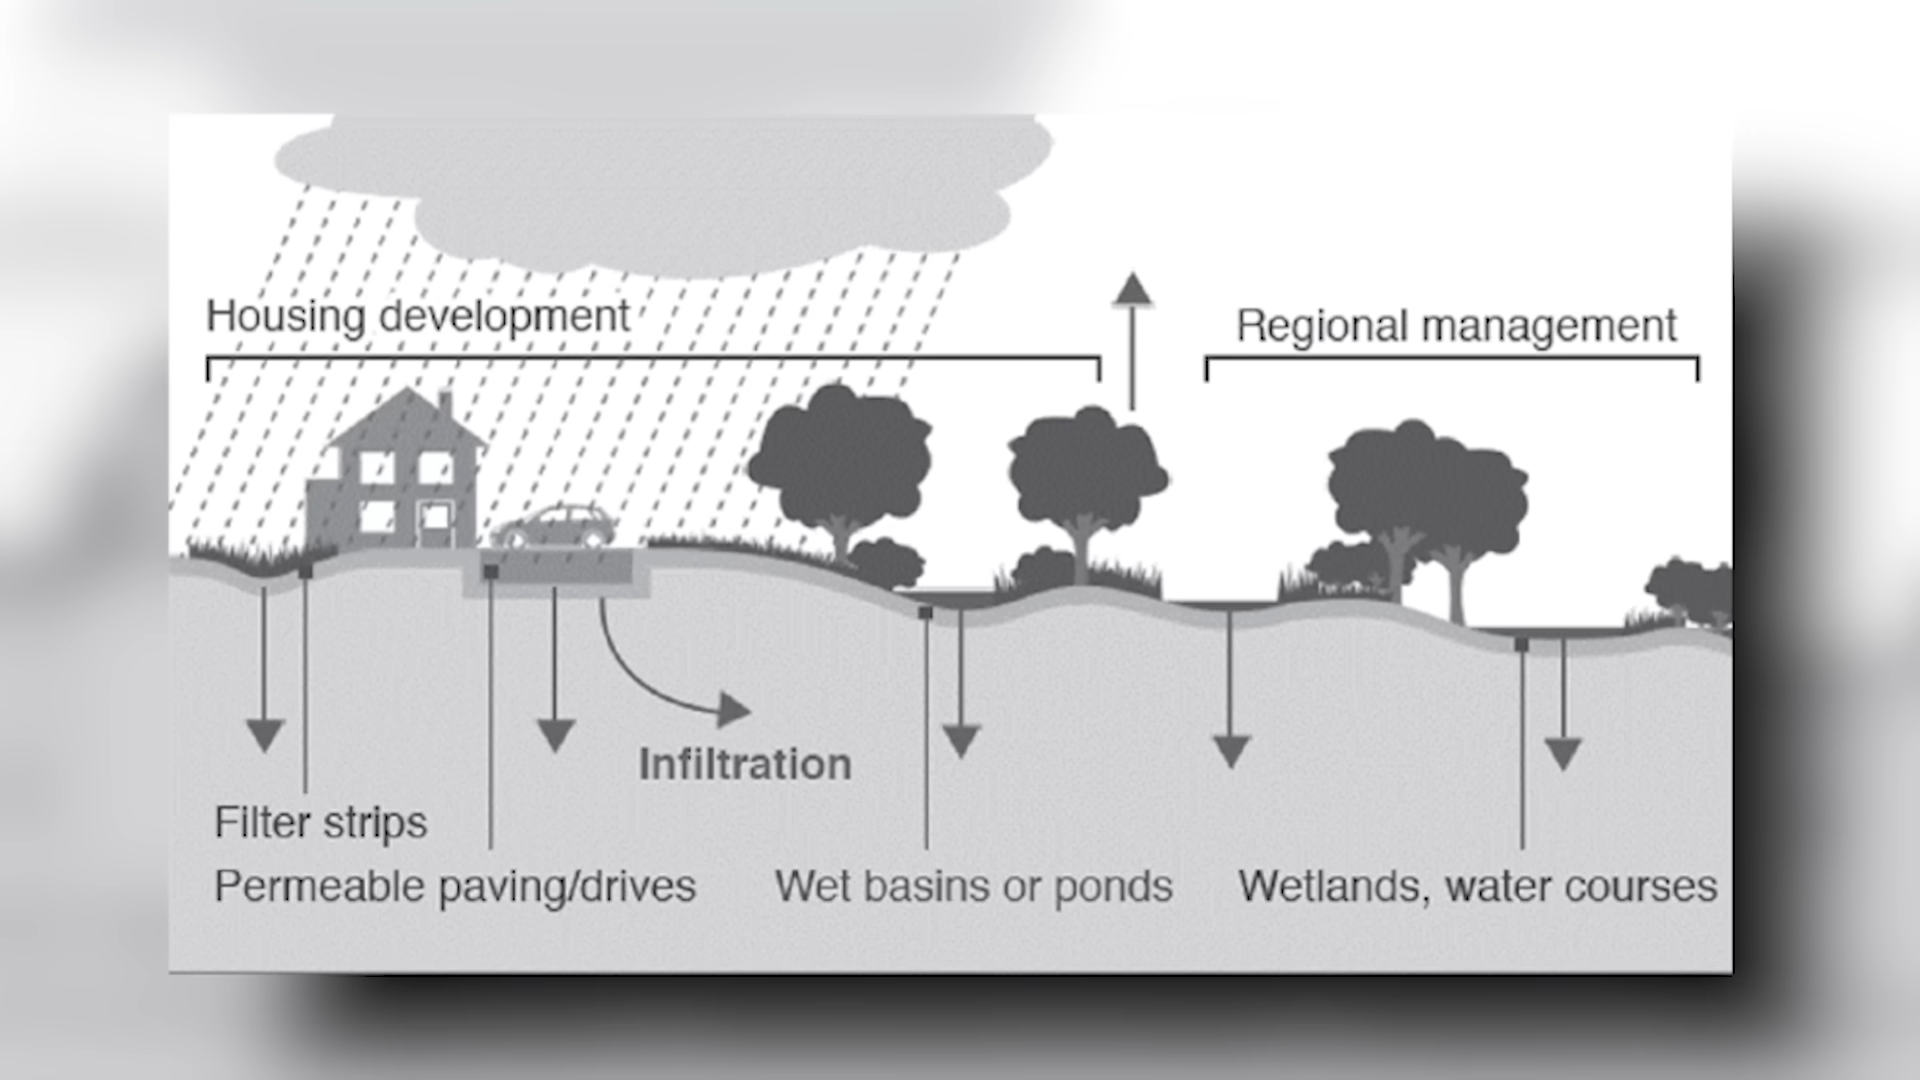 Housing development
Regional management
Infiltration
Filter strips
Permeable paving/drives
Wet basins or ponds
Wetlands, water courses